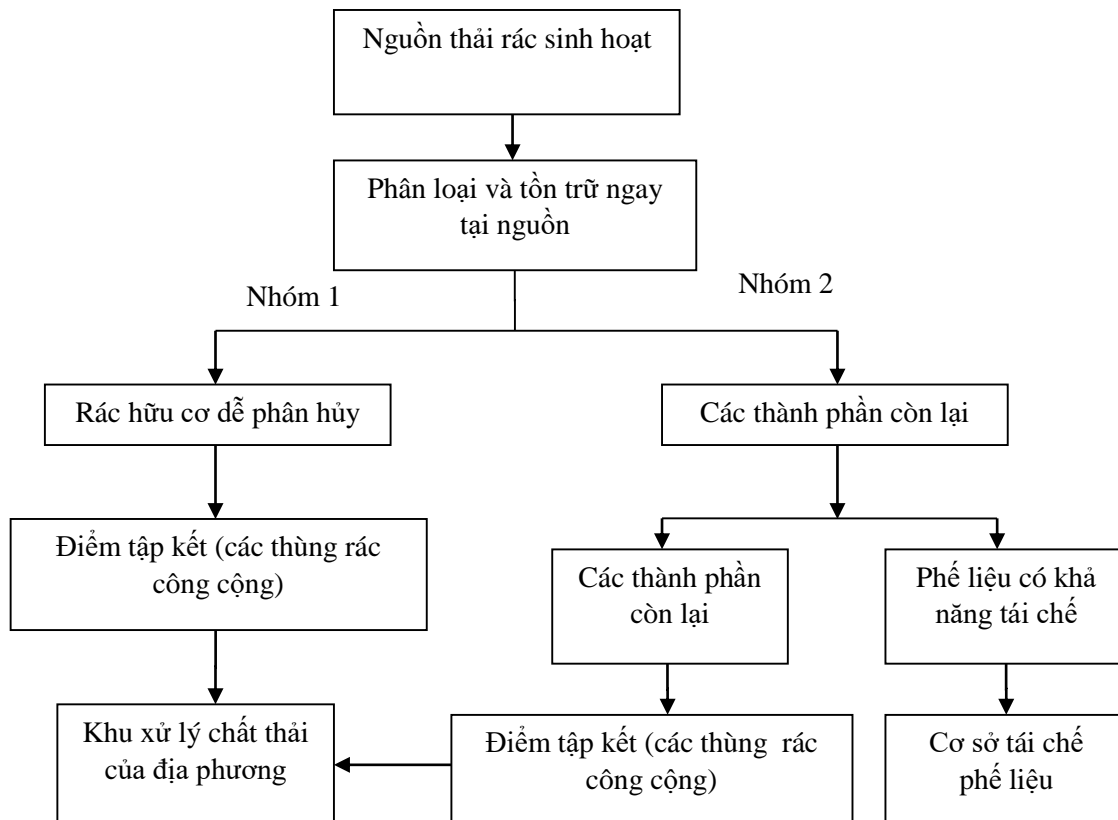 Nguồn thải rác sinh hoạt
Phân loại và tồn trữ ngay
tại nguồn
Nhóm 1
Nhóm 2
Rác hữu cơ dễ phân hủy
Các thành phần còn lại
Điểm tập kết (các thùng rác
công cộng)
Các thành phần
còn lại
Phế liệu có khả
năng tái chế
Khu xử lý chất thải
của địa phương
Điểm tập kết (các thùng rác
công cộng)
Cơ sở tái chế
phế liệu